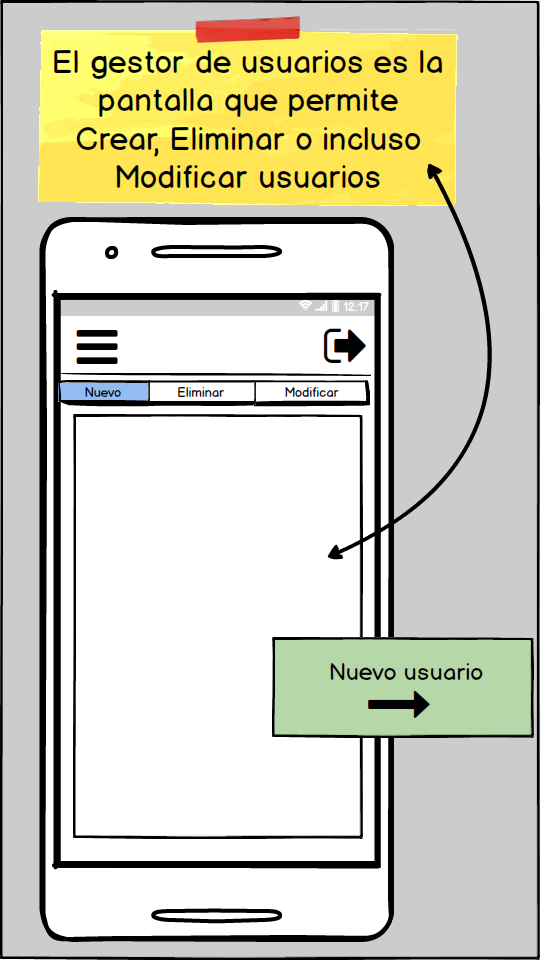 El gestor de usuarios es la
pantalla que permite
Crear, Eliminar o incluso
Modificar usuarios
12:17
Nuevo
Eliminar
Modificar
Nuevo usuario